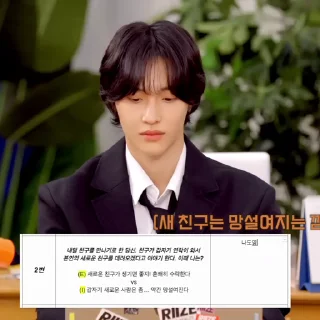 (새 친구는 망설여지는 편
나도몲
2번
내일 친구를 만나기로 한 당신, 친구가 갑자기 연락이 와서
본인의 새로운 친구를 데려오겠다고 이야기 한다. 이때 나는?
(E) 새로운 친구가 생기면 좋지! 흔쾌히 수락한다
vs
(I) 갑자기 새로운 사람은 좀... 약간 망설여진다
RIIZE